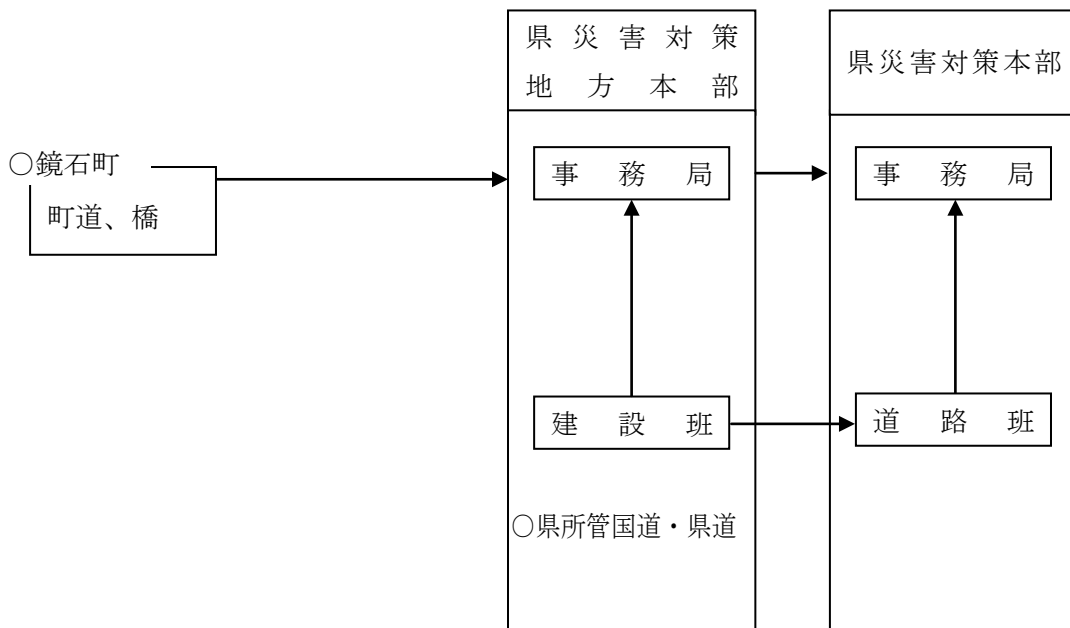 県災害対策
地方本部
県災害対策本部
○鏡石町
町道、橋
事務局
事務局
建設班
道路班
○県所管国道・県道